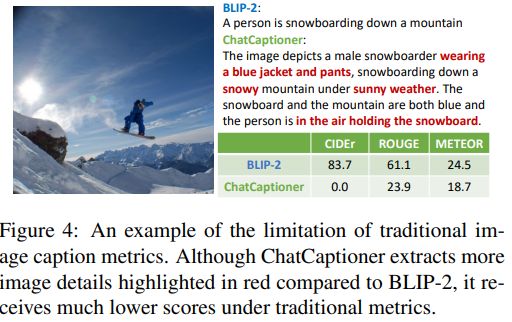 BLIP-2:
A person is snowboarding down a mountain
ChatCaptioner:
The image depicts a male snowboarder wearing
a blue jacket and pants, snowboarding down a
snowy mountain under sunny weather. The
snowboard and the mountain are both blue and
the person is in the air holding the snowboard.
CIDEr ROUGE METEOR
BLIP-2 83.7 61.1 24.5
ChatCaptioner 0.0 23.9 18.7
Figure 4: An example of the limitation of traditional im-
age caption metrics. Although ChatCaptioner extracts more
image details highlighted in red compared to BLIP-2, it re-
ceives much lower scores under traditional metrics.